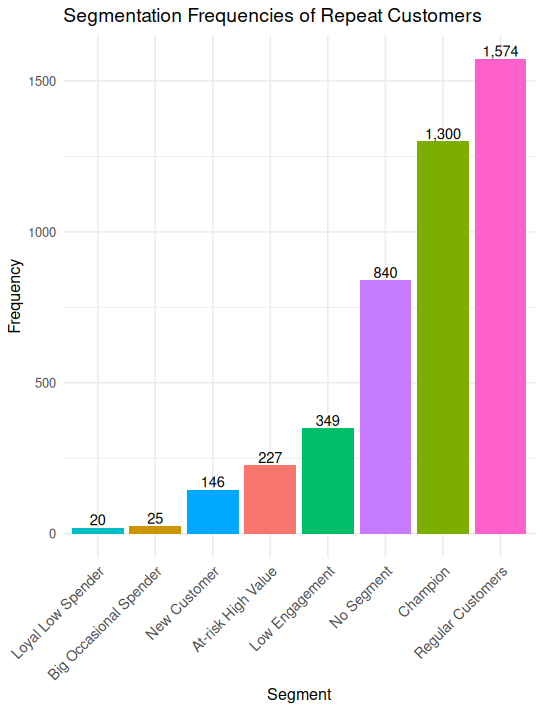 Segmentation Frequencies of Repeat Customers
1,574
1500
1,300
1000
840
Frequency
500
349
227
146
20
25
0
Loyal Low Spender
Big Occasional Spender
New Customer
At-risk High Value
Low Engagement
No Segment
Champion
Regular Customers
Segment